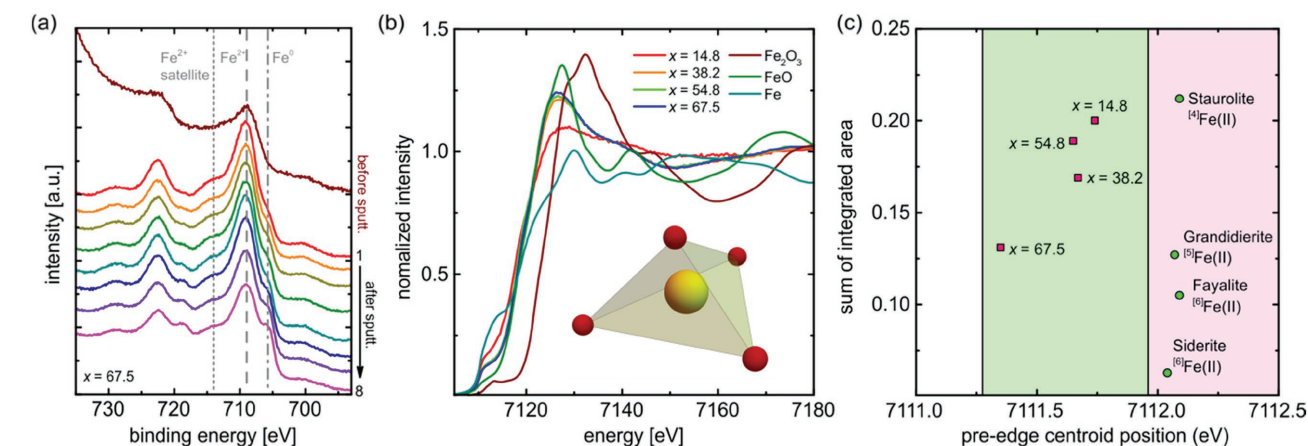 (a)
Fe²⁺
satellite
Fe²⁺
Fe⁰
intensity [a.u.]
before sputt.
1
after sputt.
8
x = 67.5
730
720
710
700
binding energy [eV]
(b)
1.5
1.0
0.5
nomalized intensity
x = 14.8
x = 38.2
x = 54.8
x = 67.5
Fe₂O₃
FeO
Fe
7120
7140
7160
7180
energy [eV]
(c)
0.25
0.20
0.15
0.10
sum of integrated area
x = 14.8
x = 54.8
x = 38.2
x = 67.5
Staurolite
[4]Fe(II)
Grandidierite
[5]Fe(II)
Fayalite
[6]Fe(II)
Siderite
[6]Fe(II)
7111.0
7111.5
7112.0
7112.5
pre-edge centroid position (eV)